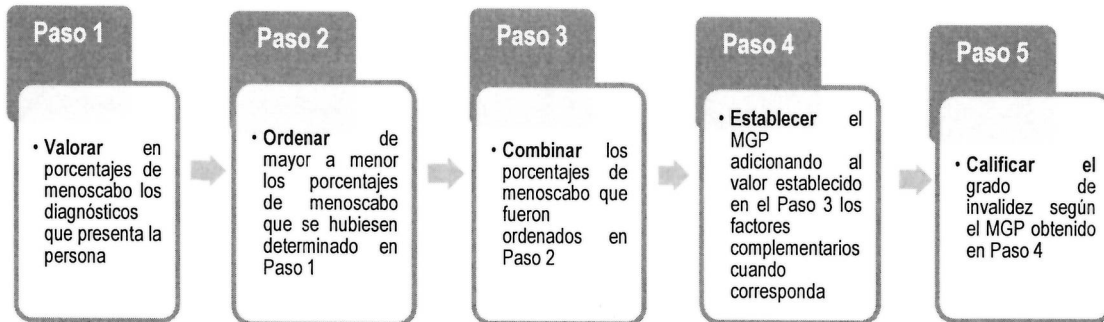 Paso 1
• Valorar en
porcentajes de
menoscabo los
diagnósticos
que presenta la
persona
Paso 2
• Ordenar de
mayor a menor
los porcentajes
de menoscabo
que se hubiesen
determinado en
Paso 1
Paso 3
• Combinar los
porcentajes de
menoscabo que
fueron
ordenados en
Paso 2
Paso 4
• Establecer el
MGP
adicionando al
valor establecido
en el Paso 3 los
factores
complementarios
cuando
corresponda
Paso 5
• Calificar el
grado de
invalidez según
el MGP obtenido
en Paso 4